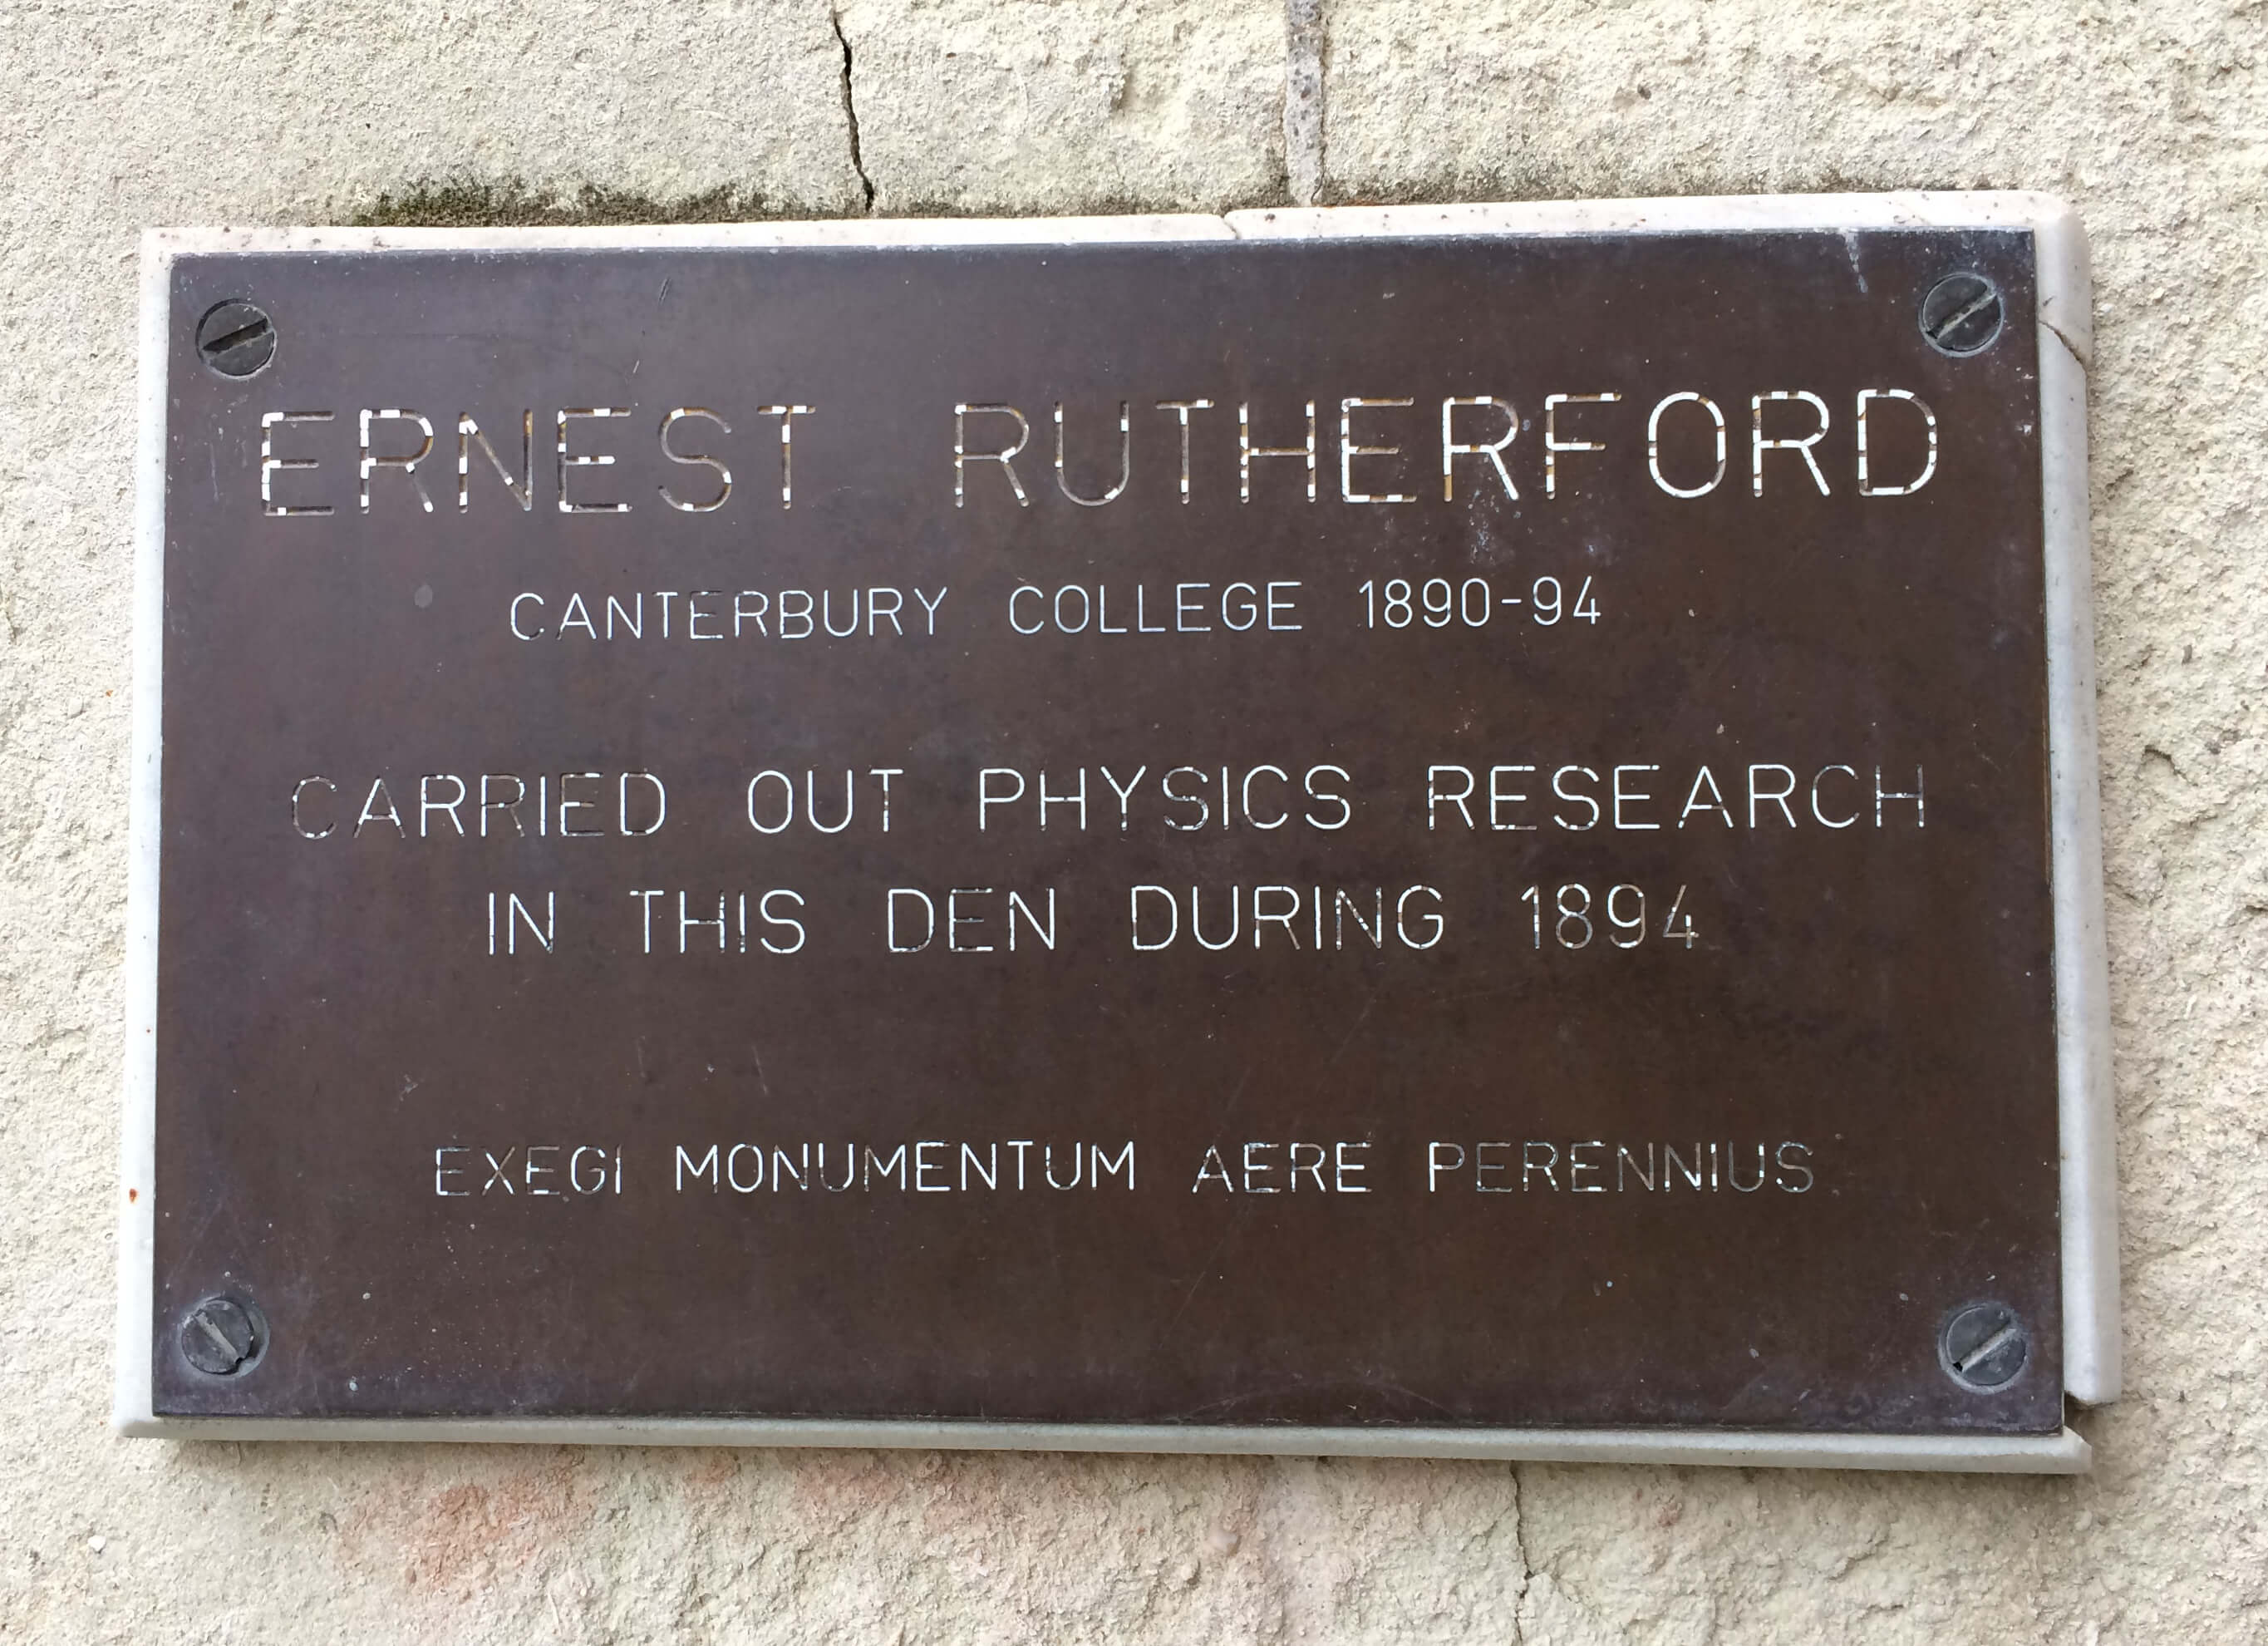 ERNEST RUTHERFORD
CANTERBURY COLLEGE 1890-94
CARRIED OUT PHYSICS RESEARCH
IN THIS DEN DURING 1894
EXEGI MONUMENTUM AERE PERENNIUS